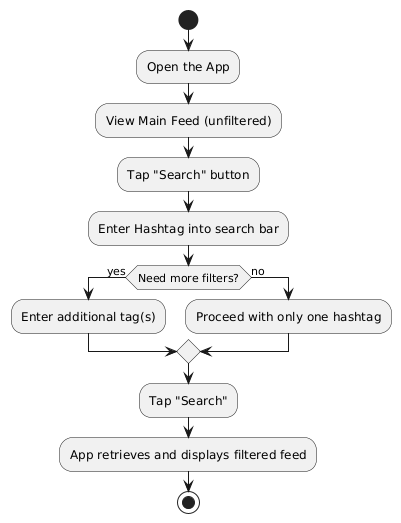 Open the App
View Main Feed (unfiltered)
Tap "Search" button
Enter Hashtag into search bar
yes
Need more filters?
no
Enter additional tag(s)
Proceed with only one hashtag
Tap "Search"
App retrieves and displays filtered feed